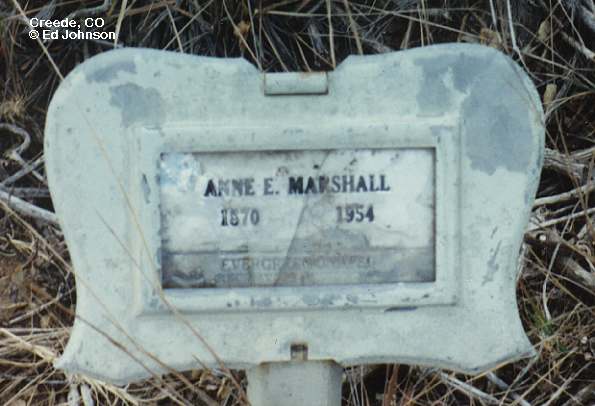 Creede, CO
© Ed Johnson
ANNE E. MARSHALL
1870 1954